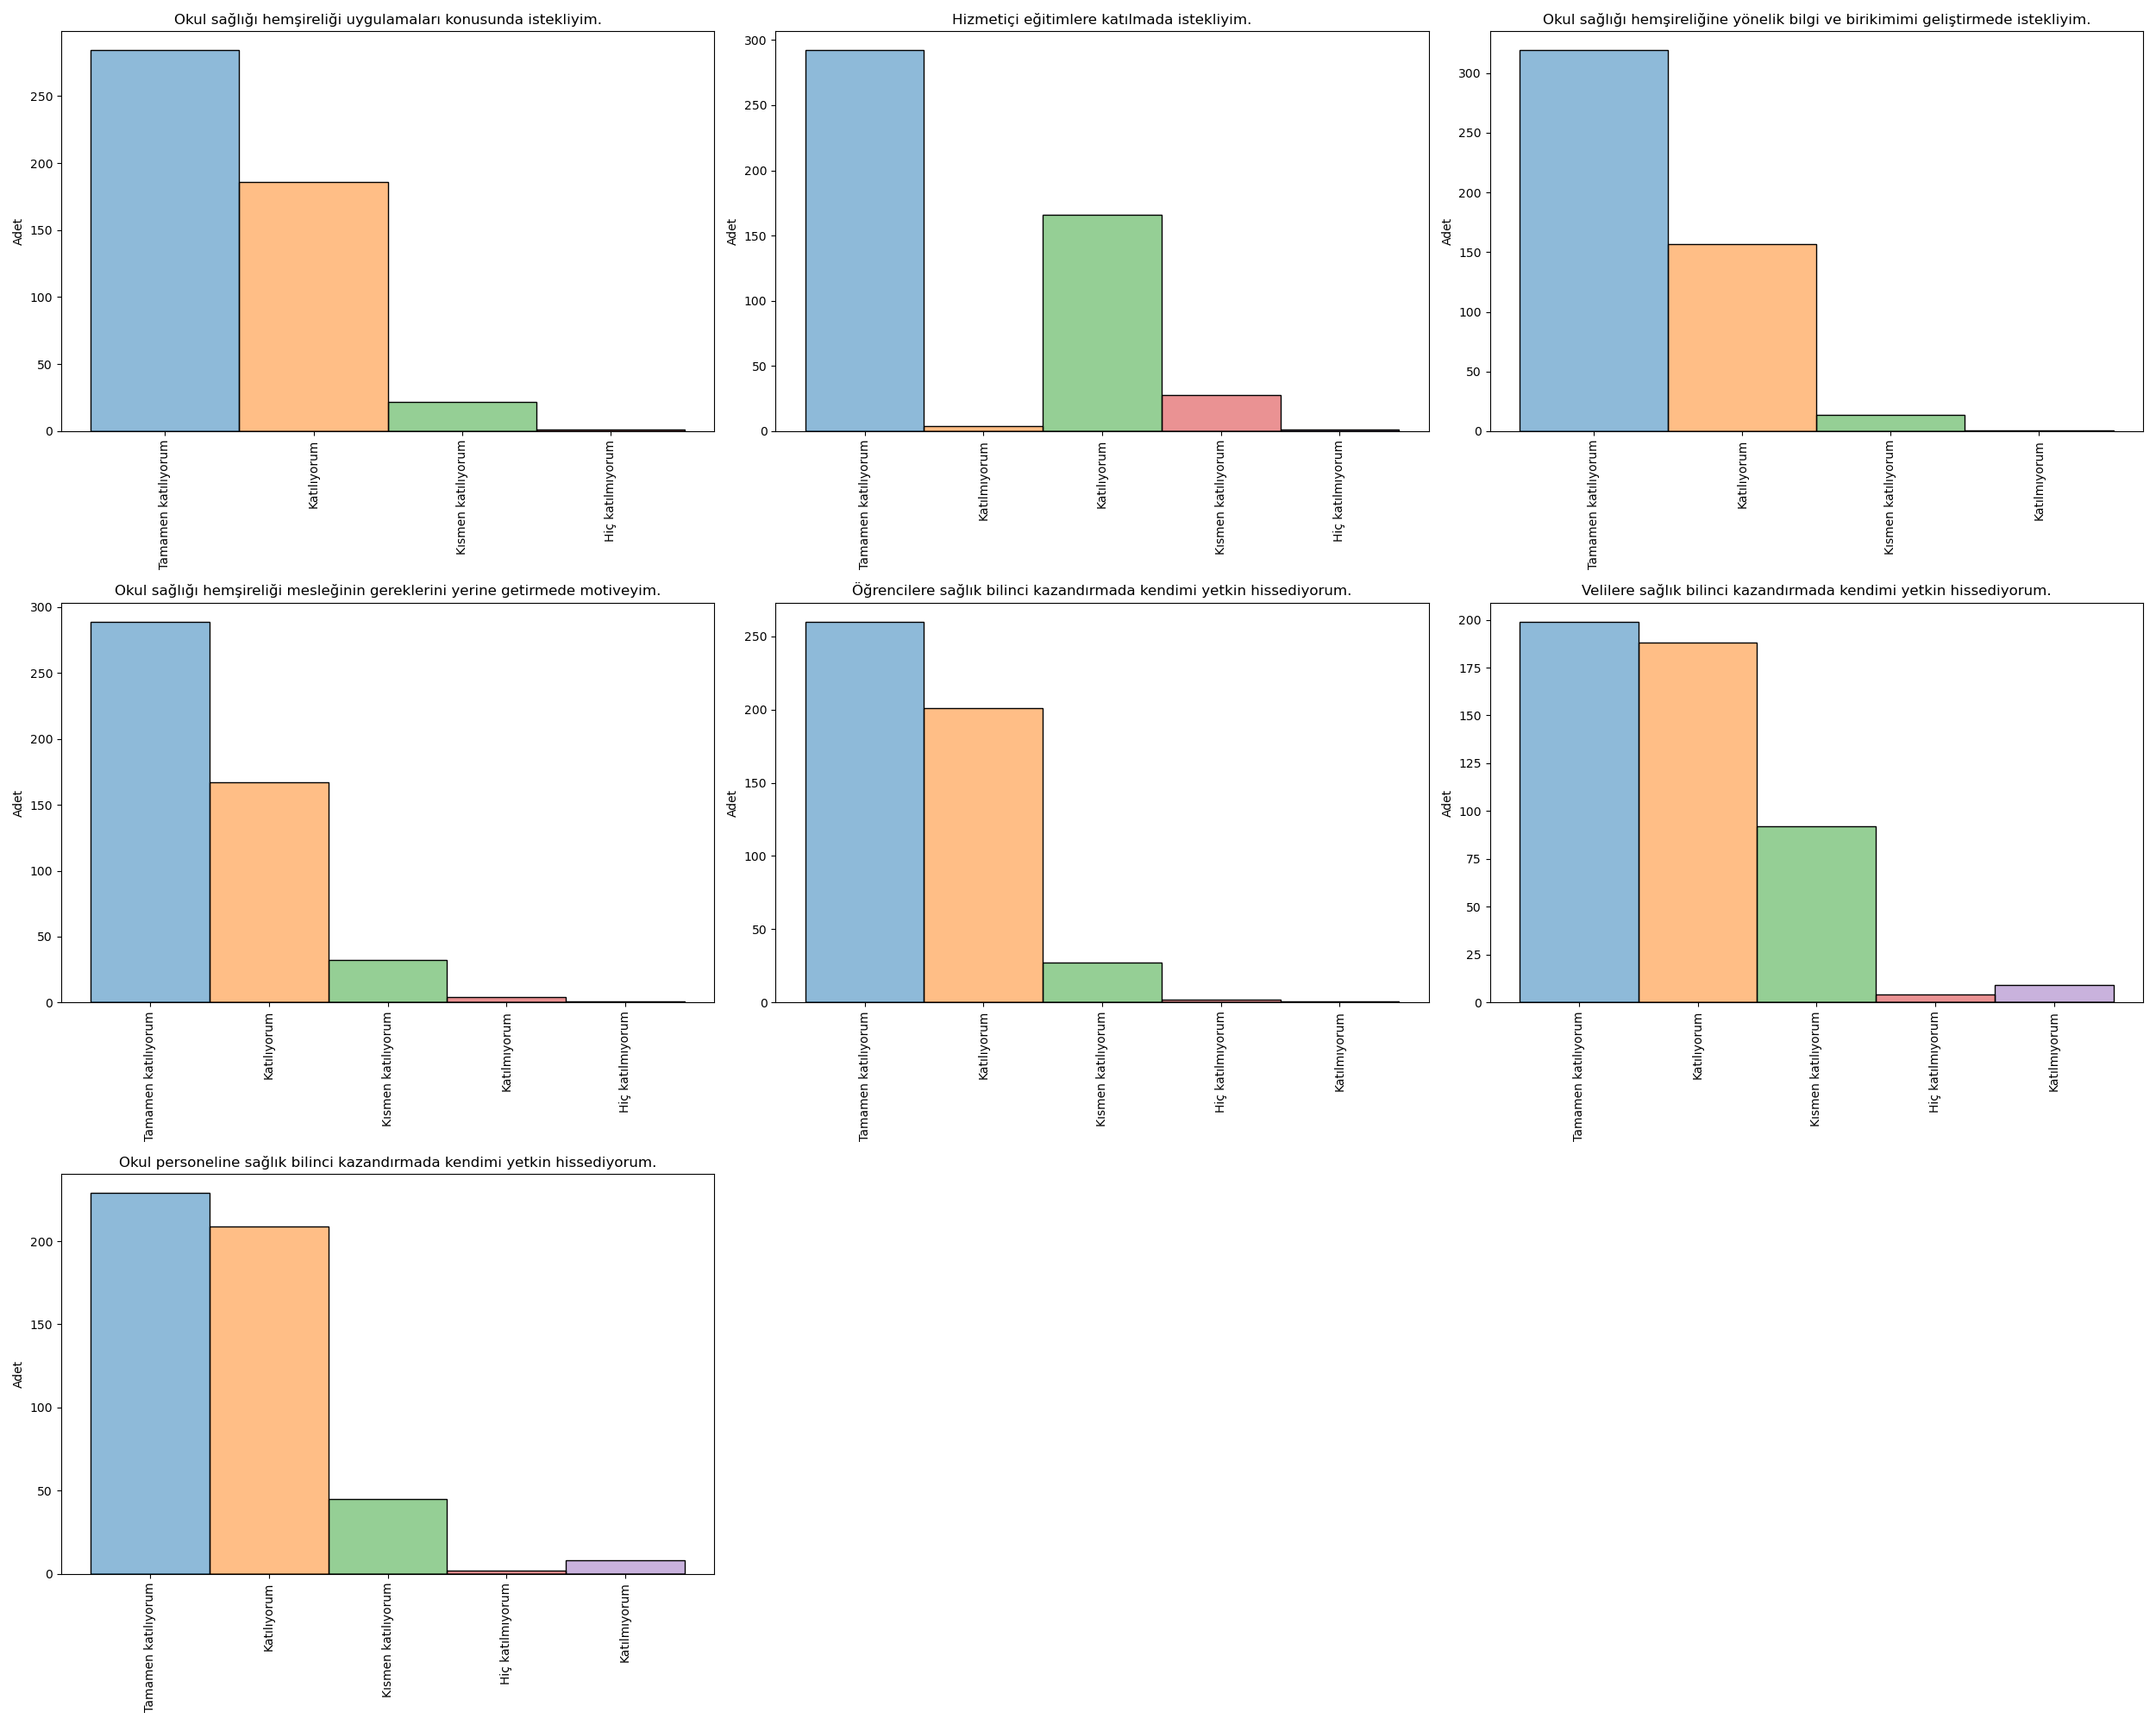 Okul sağlığı hemşireliği uygulamaları konusunda istekliyim.
Adet
250
200
150
100
50
0
Tamamen katılıyorum
Katılıyorum
Kısmen katılıyorum
Hiç katılmıyorum
Hizmetiçi eğitimlere katılmada istekliyim.
Adet
300
250
200
150
100
50
0
Tamamen katılıyorum
Katılmıyorum
Katılıyorum
Kısmen katılıyorum
Hiç katılmıyorum
Okul sağlığı hemşireliğine yönelik bilgi ve birikimimi geliştirmede istekliyim.
Adet
300
250
200
150
100
50
0
Tamamen katılıyorum
Katılıyorum
Kısmen katılıyorum
Katılmıyorum
Okul sağlığı hemşireliği mesleğinin gereklerini yerine getirmede motiveyim.
Adet
300
250
200
150
100
50
0
Tamamen katılıyorum
Katılıyorum
Kısmen katılıyorum
Katılmıyorum
Hiç katılmıyorum
Öğrencilere sağlık bilinci kazandırmada kendimi yetkin hissediyorum.
Adet
250
200
150
100
50
0
Tamamen katılıyorum
Katılıyorum
Kısmen katılıyorum
Hiç katılmıyorum
Katılmıyorum
Velilere sağlık bilinci kazandırmada kendimi yetkin hissediyorum.
Adet
200
175
150
125
100
75
50
25
0
Tamamen katılıyorum
Katılıyorum
Kısmen katılıyorum
Hiç katılmıyorum
Katılmıyorum
Okul personeline sağlık bilinci kazandırmada kendimi yetkin hissediyorum.
Adet
200
150
100
50
0
Tamamen katılıyorum
Katılıyorum
Kısmen katılıyorum
Hiç katılmıyorum
Katılmıyorum